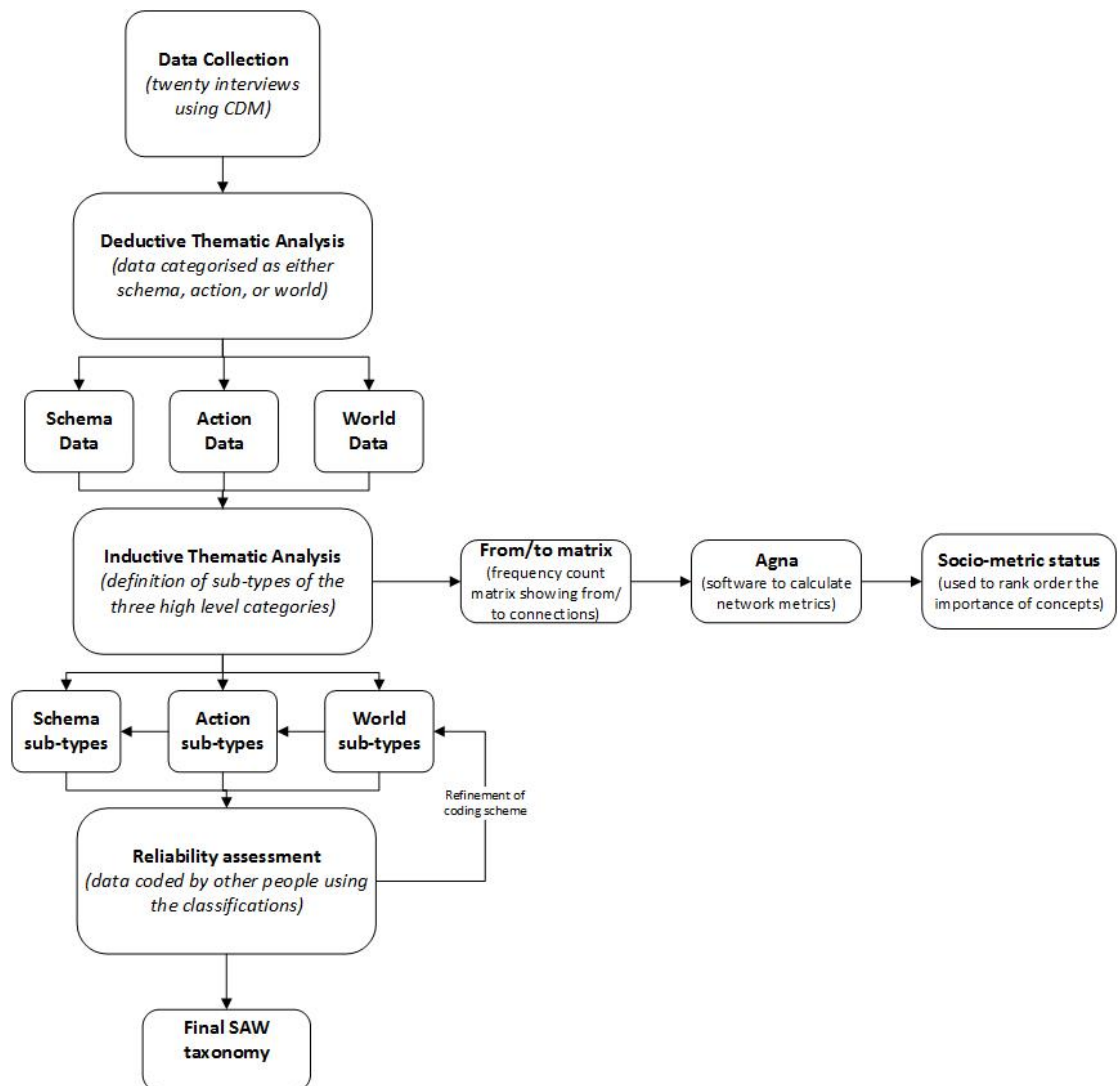 Data Collection
(twenty interviews
using CDM)
Deductive Thematic Analysis
(data categorised as either
schema, action, or world)
Schema
Data
Action
Data
World
Data
Inductive Thematic Analysis
(definition of sub-types of the
three high level categories)
From/to matrix
(frequency count
matrix showing from/
to connections)
Agna
(software to calculate
network metrics)
Socio-metric status
(used to rank order the
importance of concepts)
Schema
sub-types
Action
sub-types
World
sub-types
Refinement of
coding scheme
Reliability assessment
(data coded by other people using
the classifications)
Final SAW
taxonomy